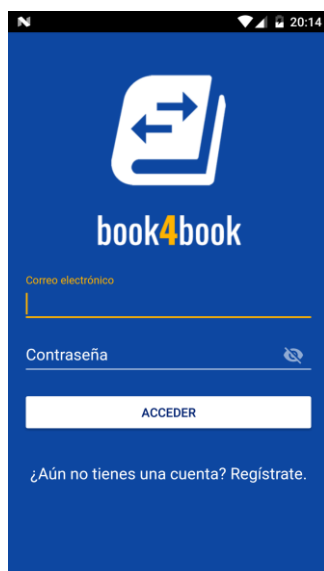 20:14
book4book
Correo electrónico
Contraseña
ACCEDER
¿Aún no tienes una cuenta? Regístrate.